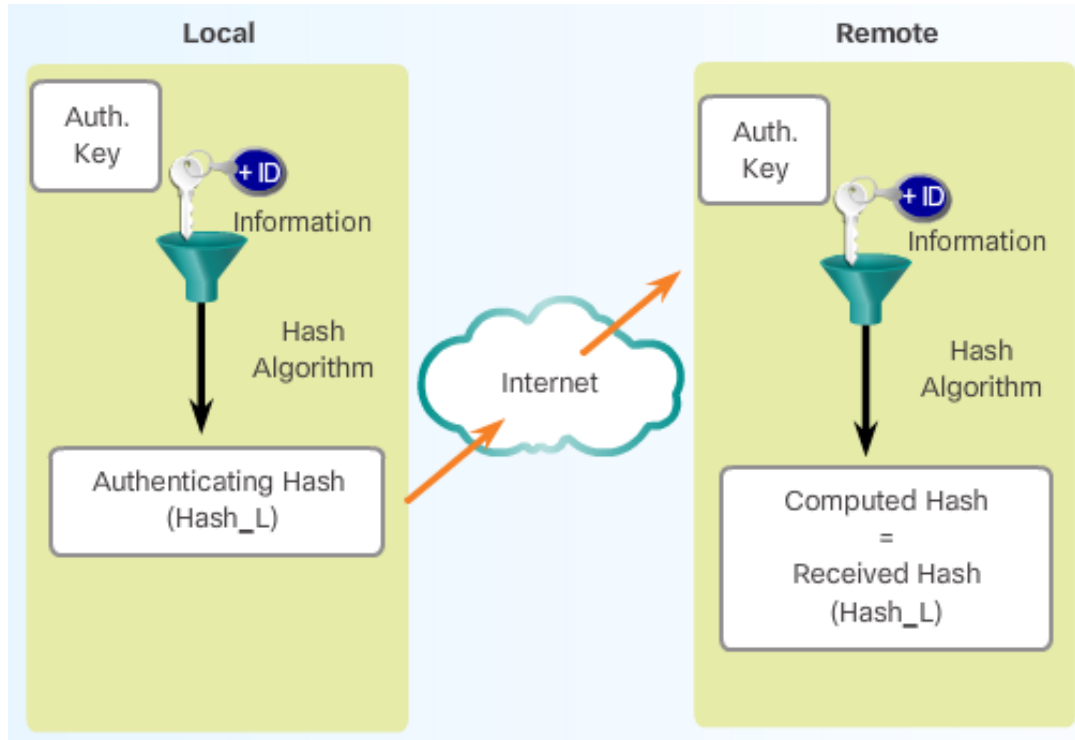 Local
Auth.
Key
+ ID
Information
Hash
Algorithm
Authenticating Hash
(Hash_L)
Internet
Remote
Auth.
Key
+ ID
Information
Hash
Algorithm
Computed Hash
=
Received Hash
(Hash_L)